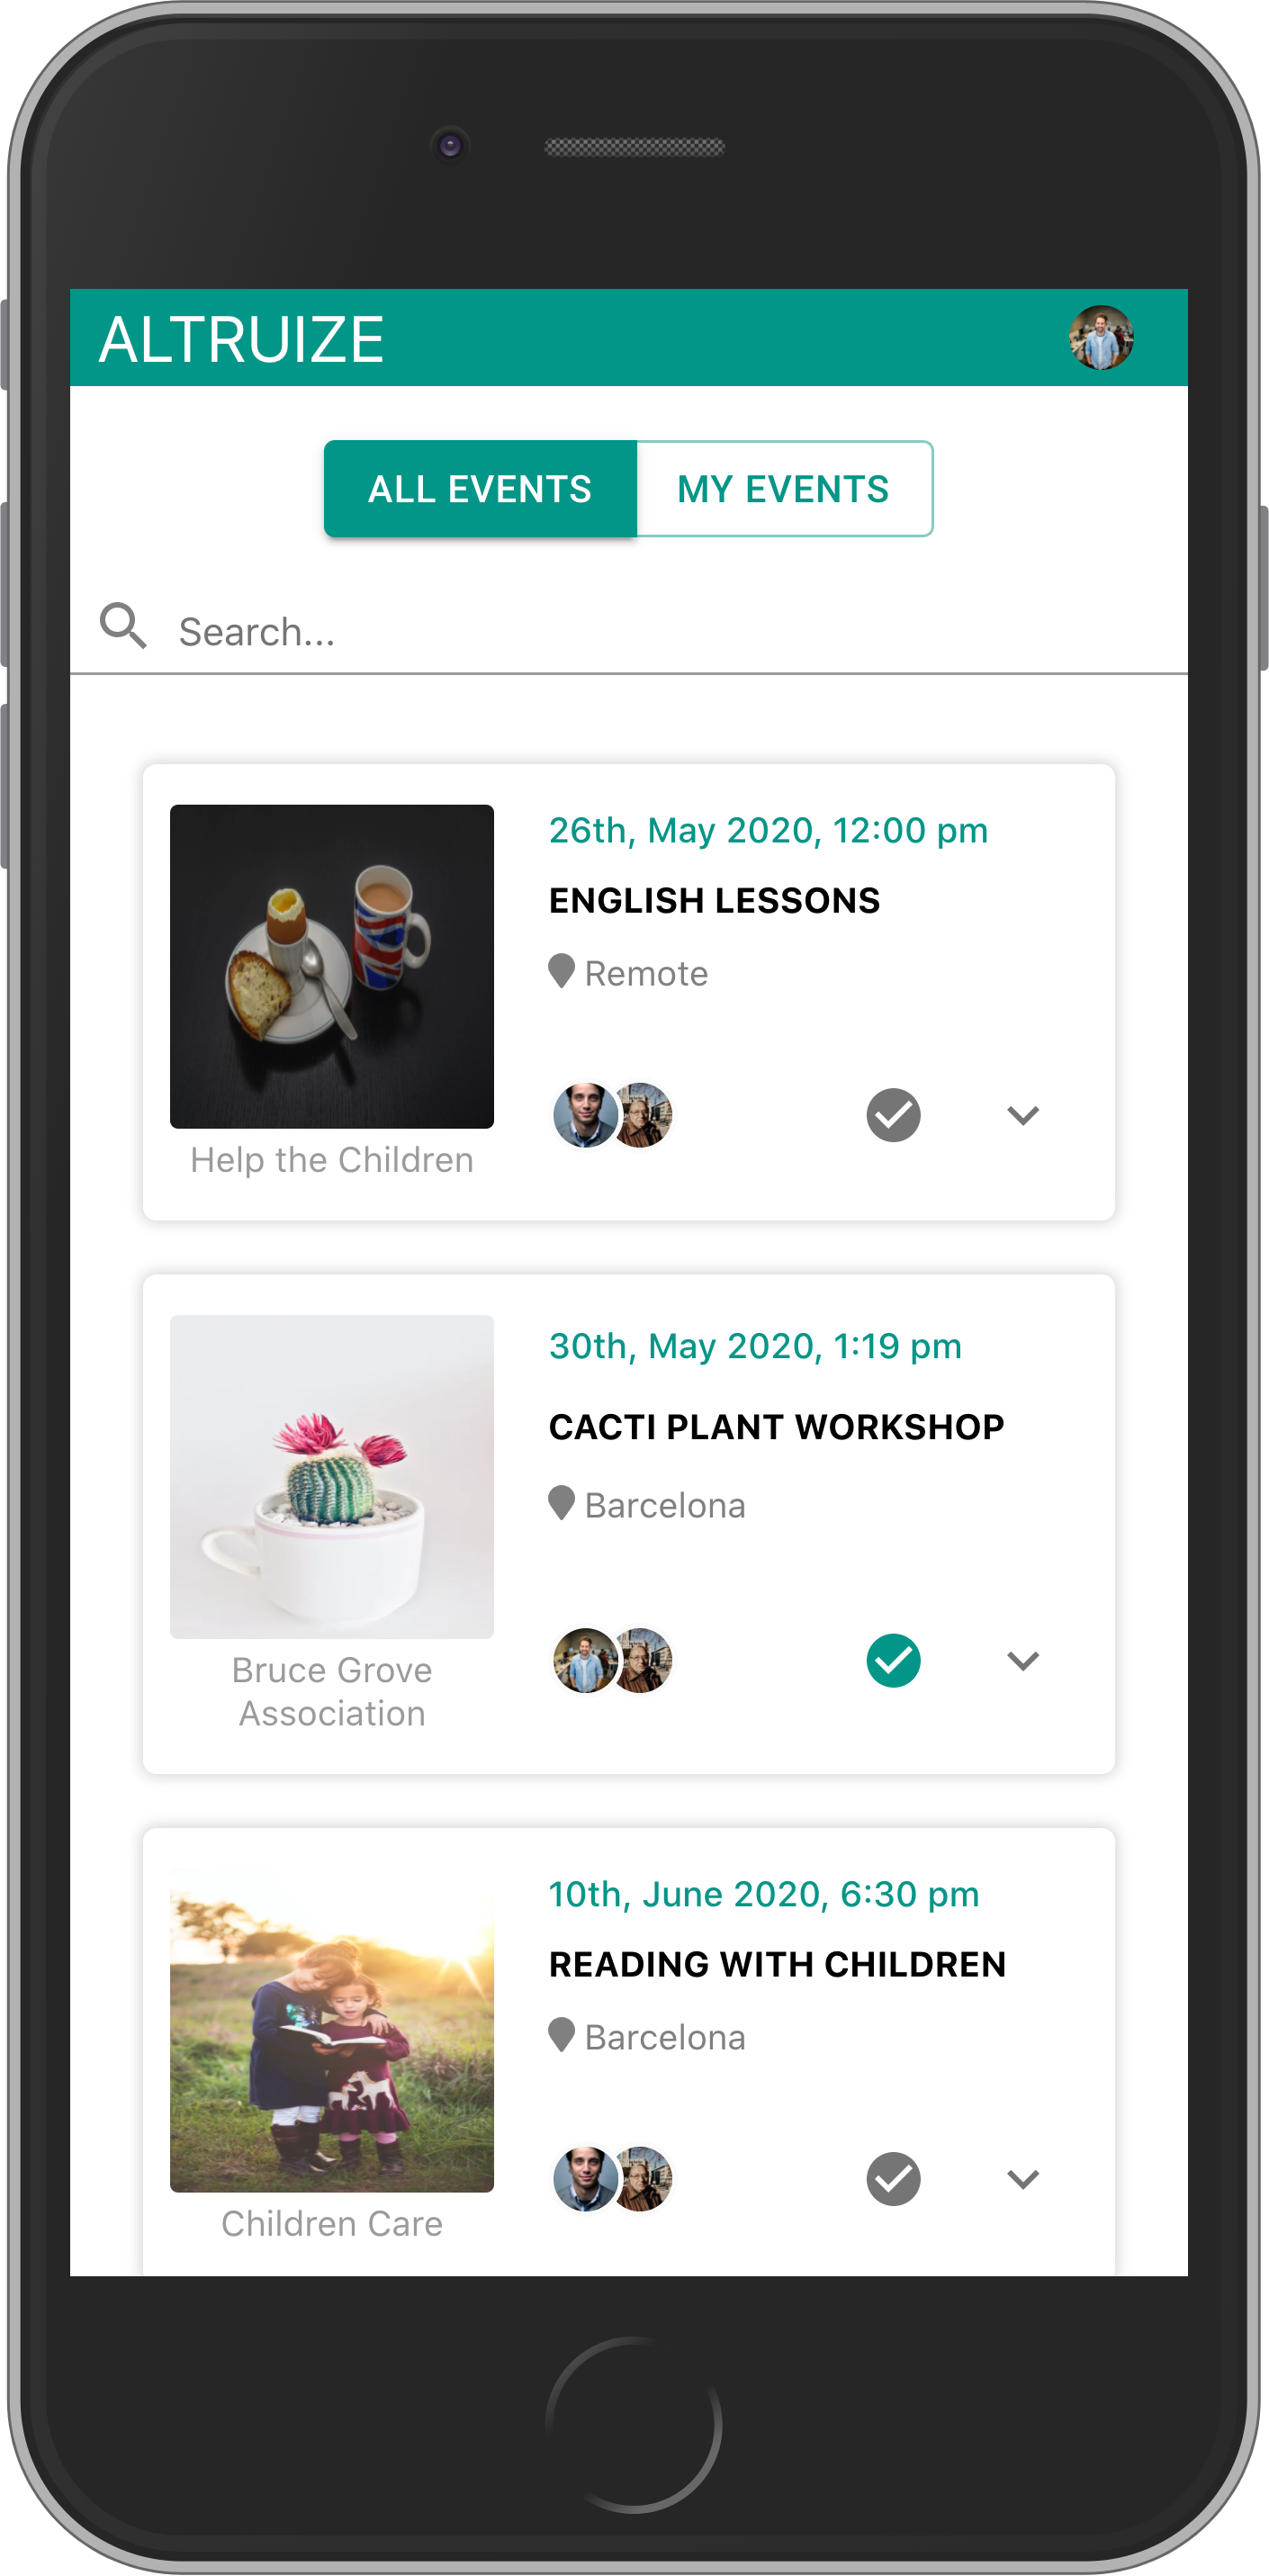 ALTRUIZE
ALL EVENTS
MY EVENTS
Search...
26th, May 2020, 12:00 pm
ENGLISH LESSONS
Remote
Help the Children
30th, May 2020, 1:19 pm
CACTI PLANT WORKSHOP
Barcelona
Bruce Grove
Association
10th, June 2020, 6:30 pm
READING WITH CHILDREN
Barcelona
Children Care